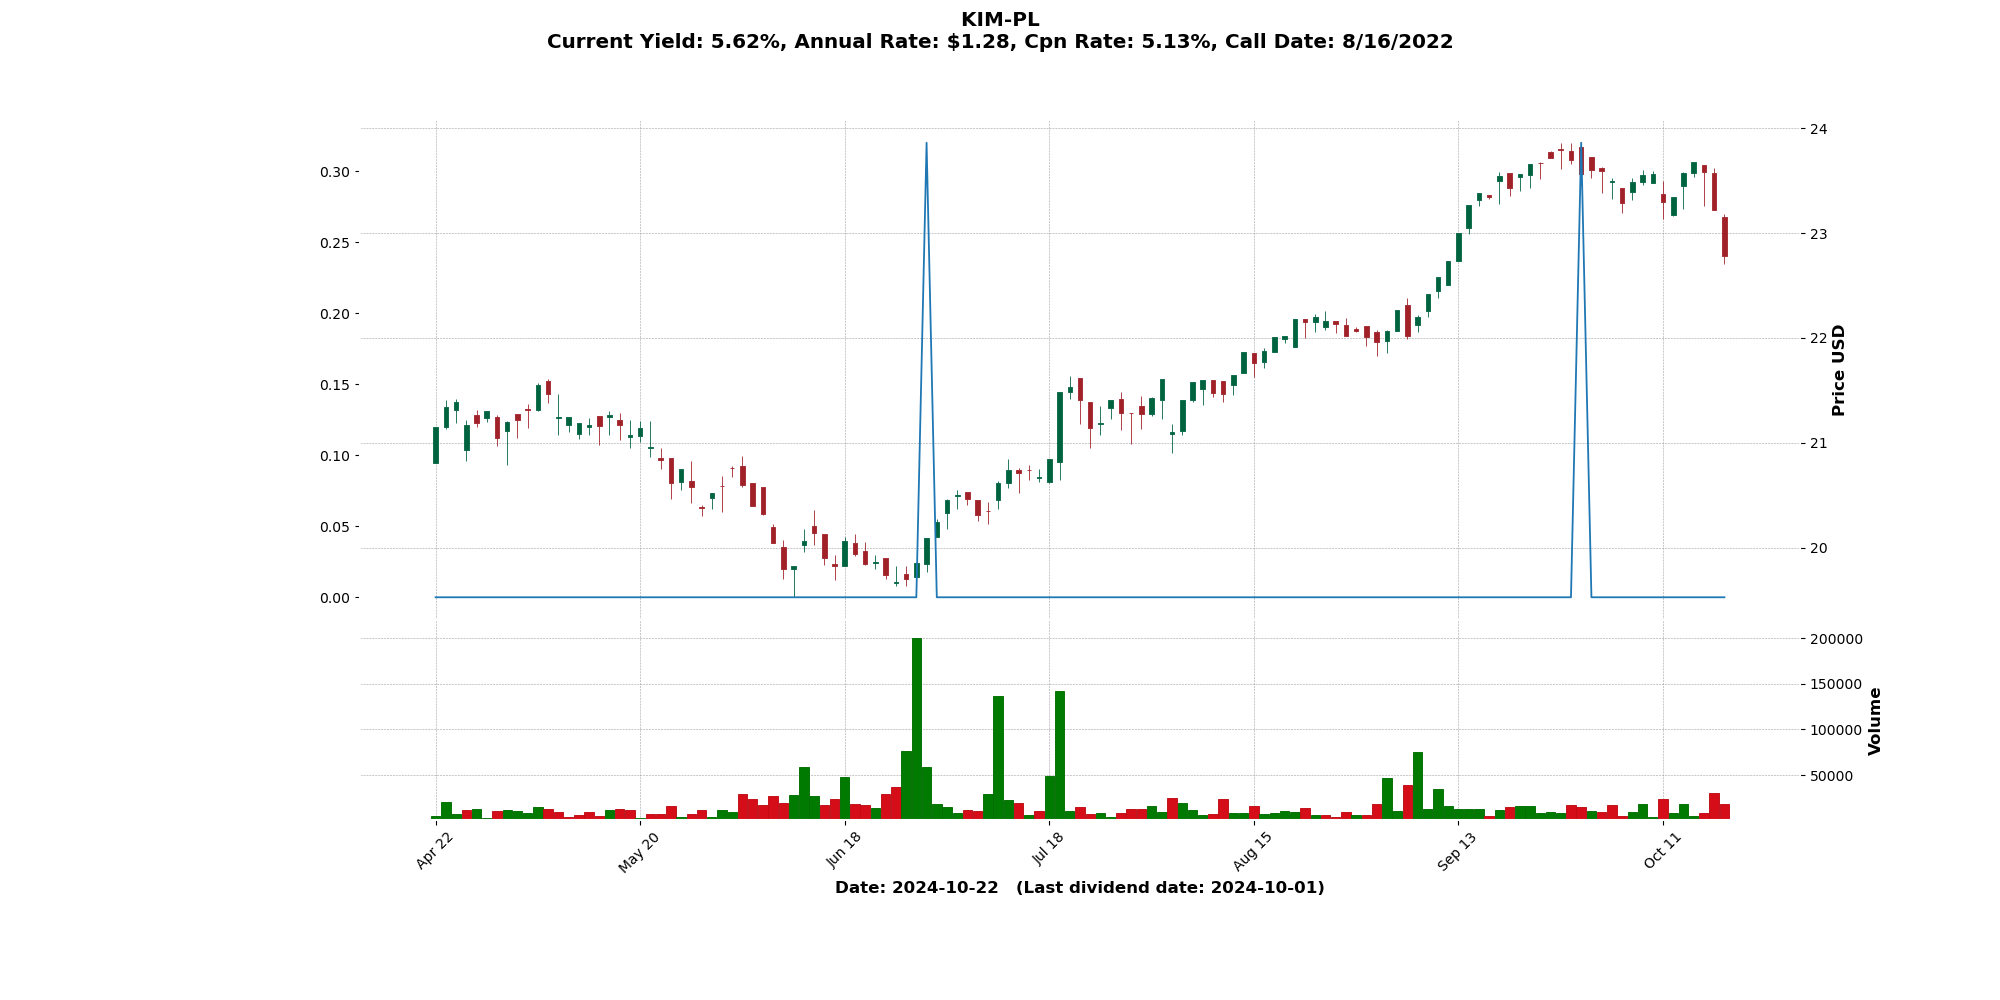 KIM-PL
Current Yield: 5.62%, Annual Rate: $1.28, Cpn Rate: 5.13%, Call Date: 8/16/2022
0.30
0.25
0.20
0.15
0.10
0.05
0.00
24
23
22
21
20
Price USD
200000
150000
100000
50000
Volume
Apr 22
May 20
Jun 18
Jul 18
Aug 15
Sep 13
Oct 11
Date: 2024-10-22 (Last dividend date: 2024-10-01)